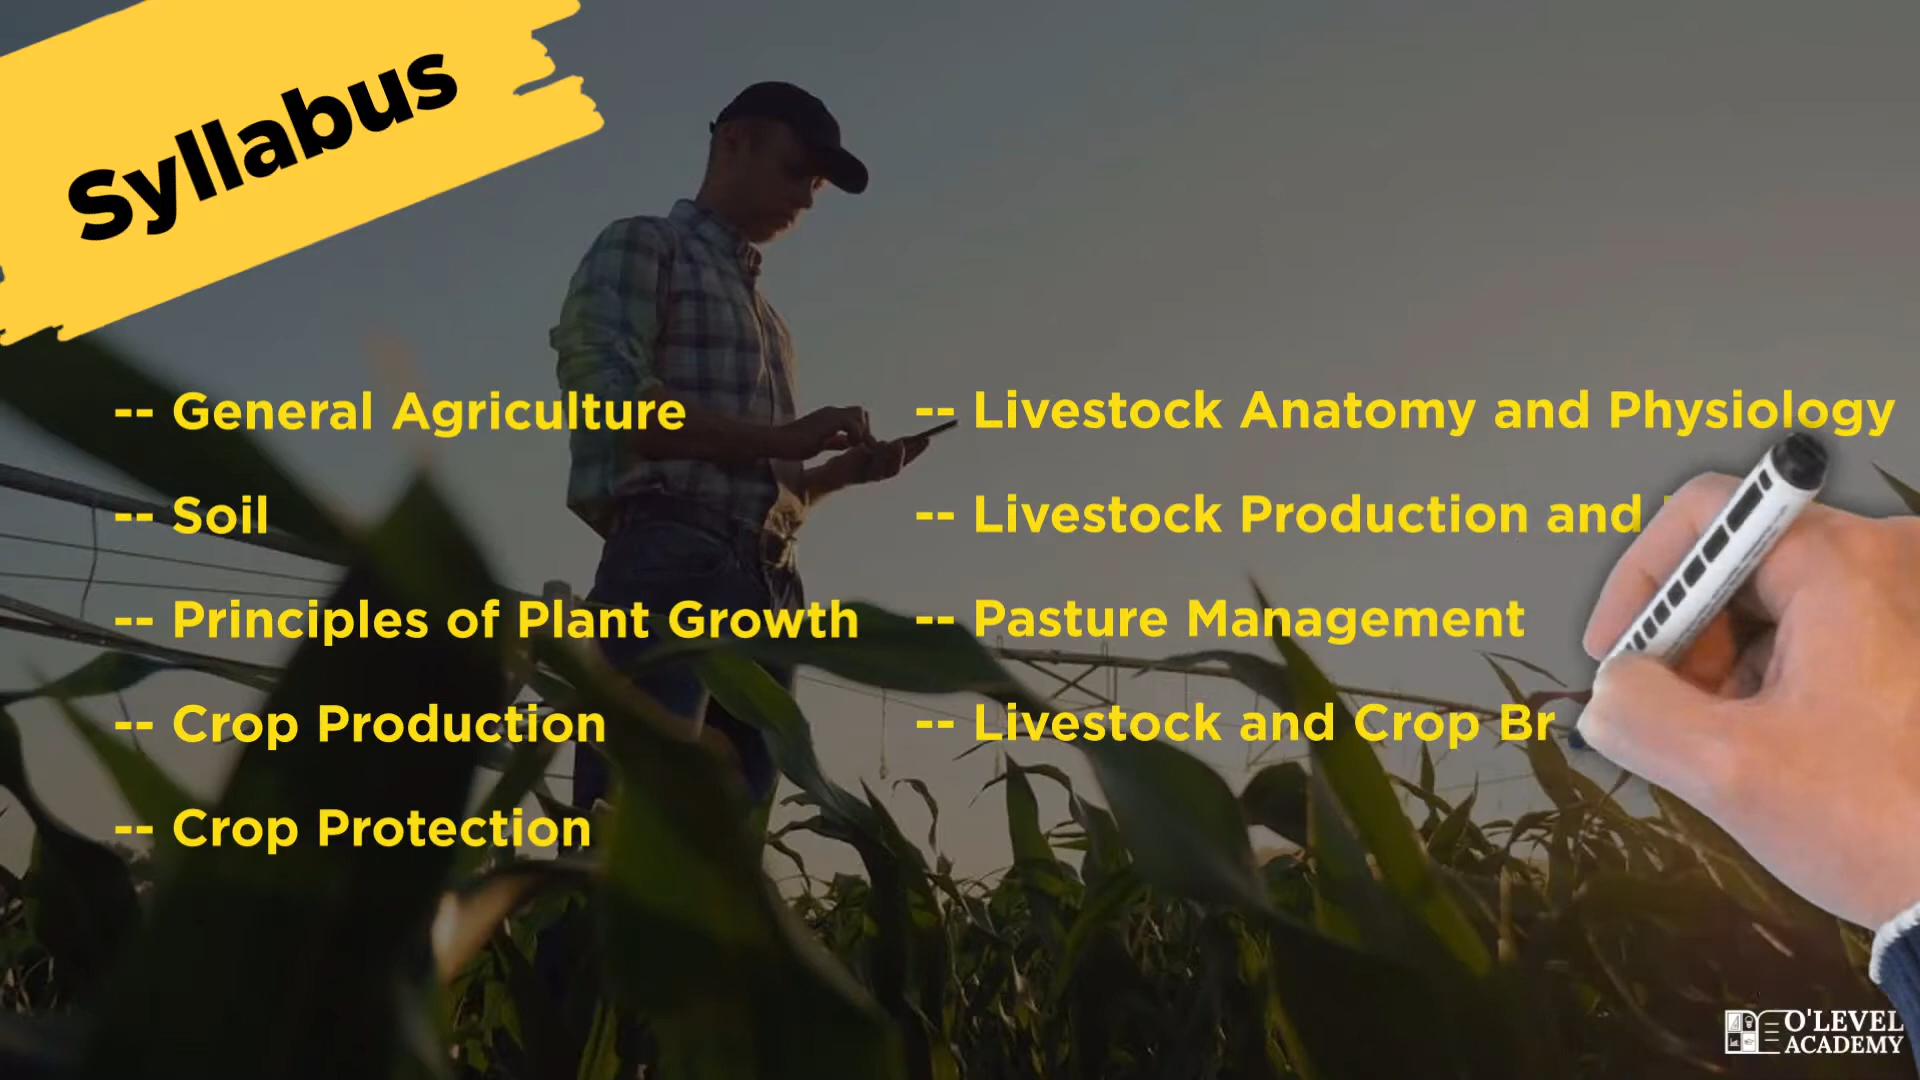 Syllabus
-- General Agriculture
-- Soil
-- Principles of Plant Growth
-- Crop Production
-- Crop Protection
-- Livestock Anatomy and Physiology
-- Livestock Production and
-- Pasture Management
-- Livestock and Crop Br
O'LEVEL
ACADEMY